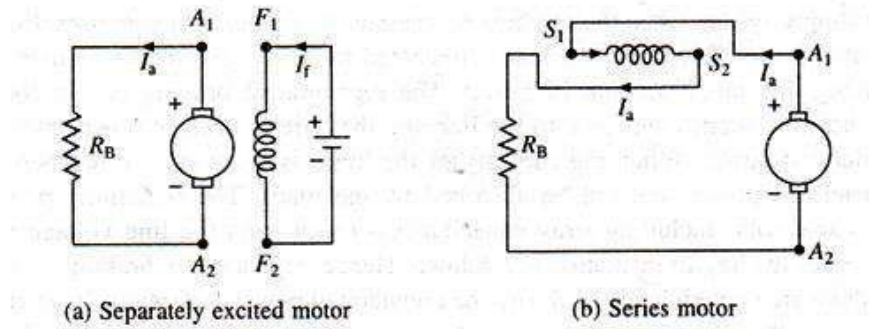 A1
F1
Ia
If
+
+
RB
−
−
A2
F2
(a) Separately excited motor
S1
S2
Ia
A1
Ia
+
RB
A2
(b) Series motor